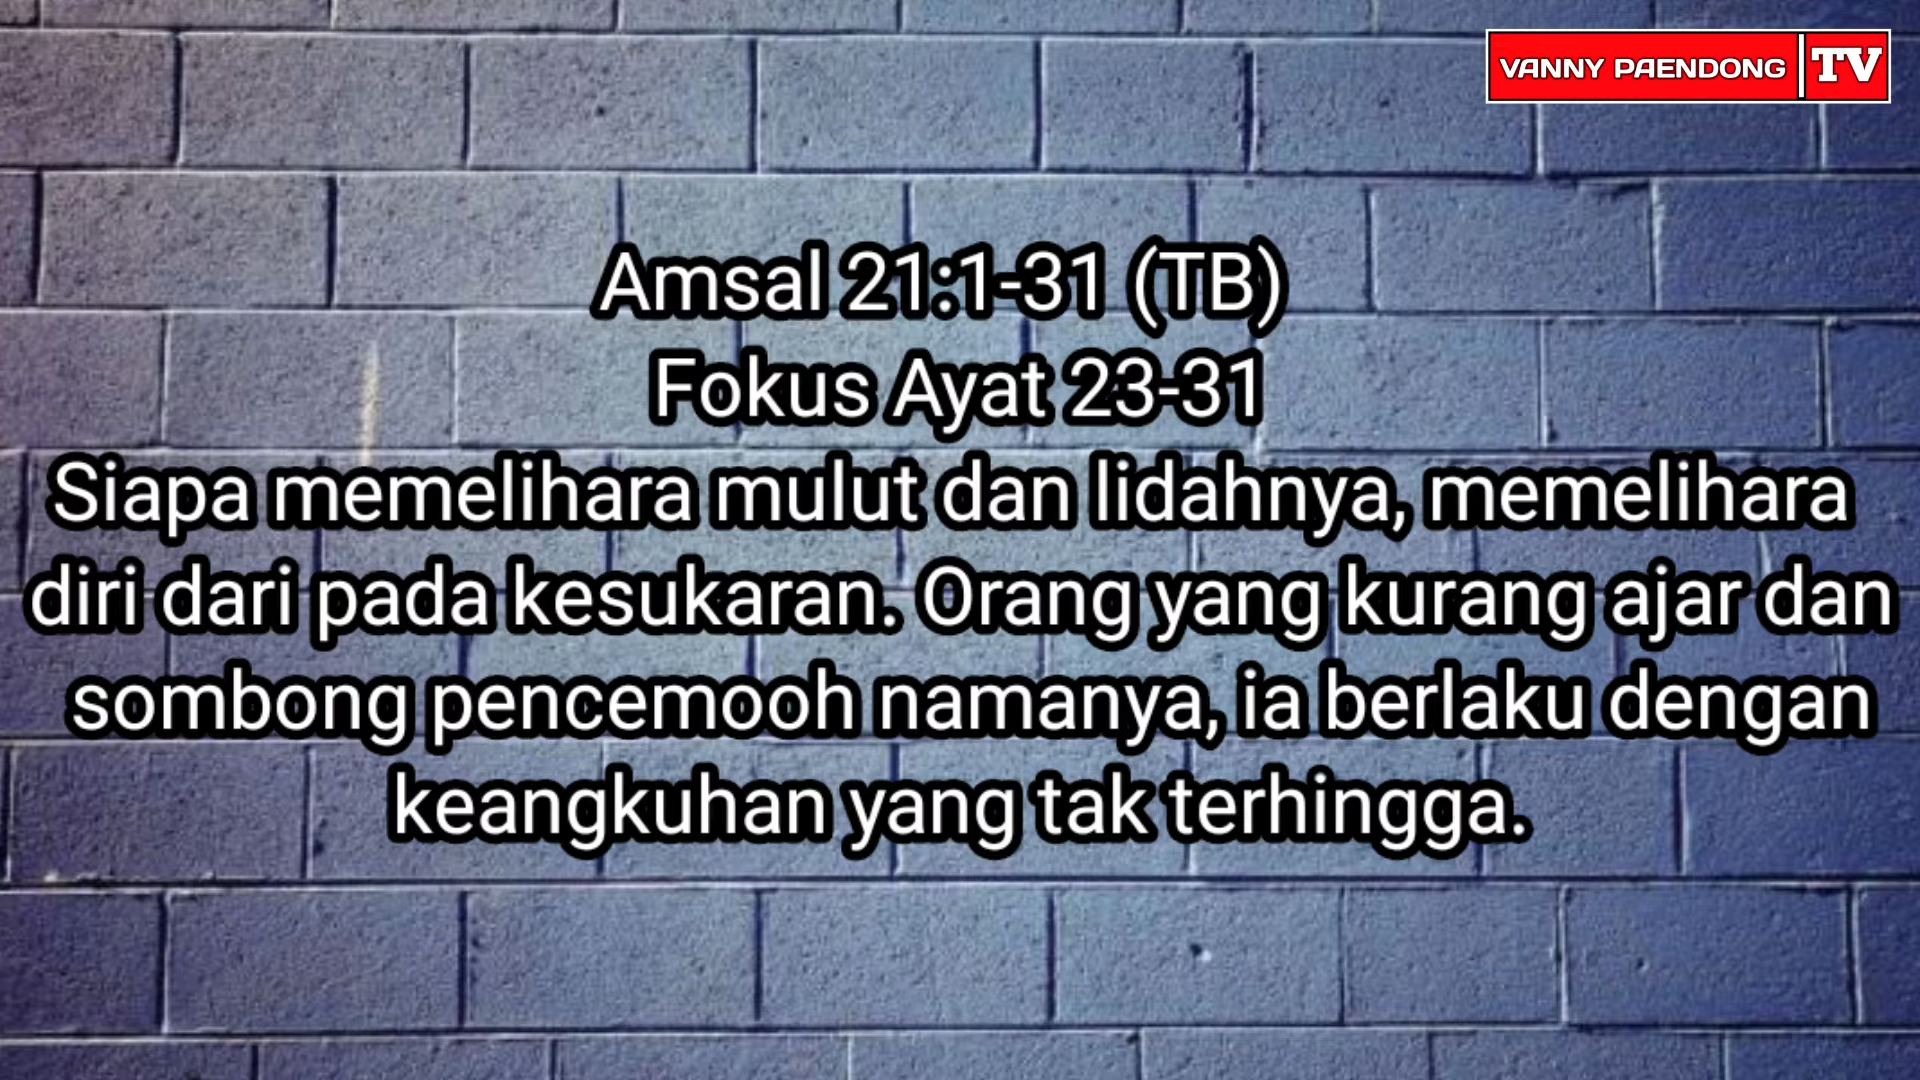 VANNY PAENDONG TV
Amsal 21:1-31 (TB)
Fokus Ayat 23-31
Siapa memelihara mulut dan lidahnya, memelihara
diri dari pada kesukaran. Orang yang kurang ajar dan
sombong pencemooh namanya, ia berlaku dengan
keangkuhan yang tak terhingga.